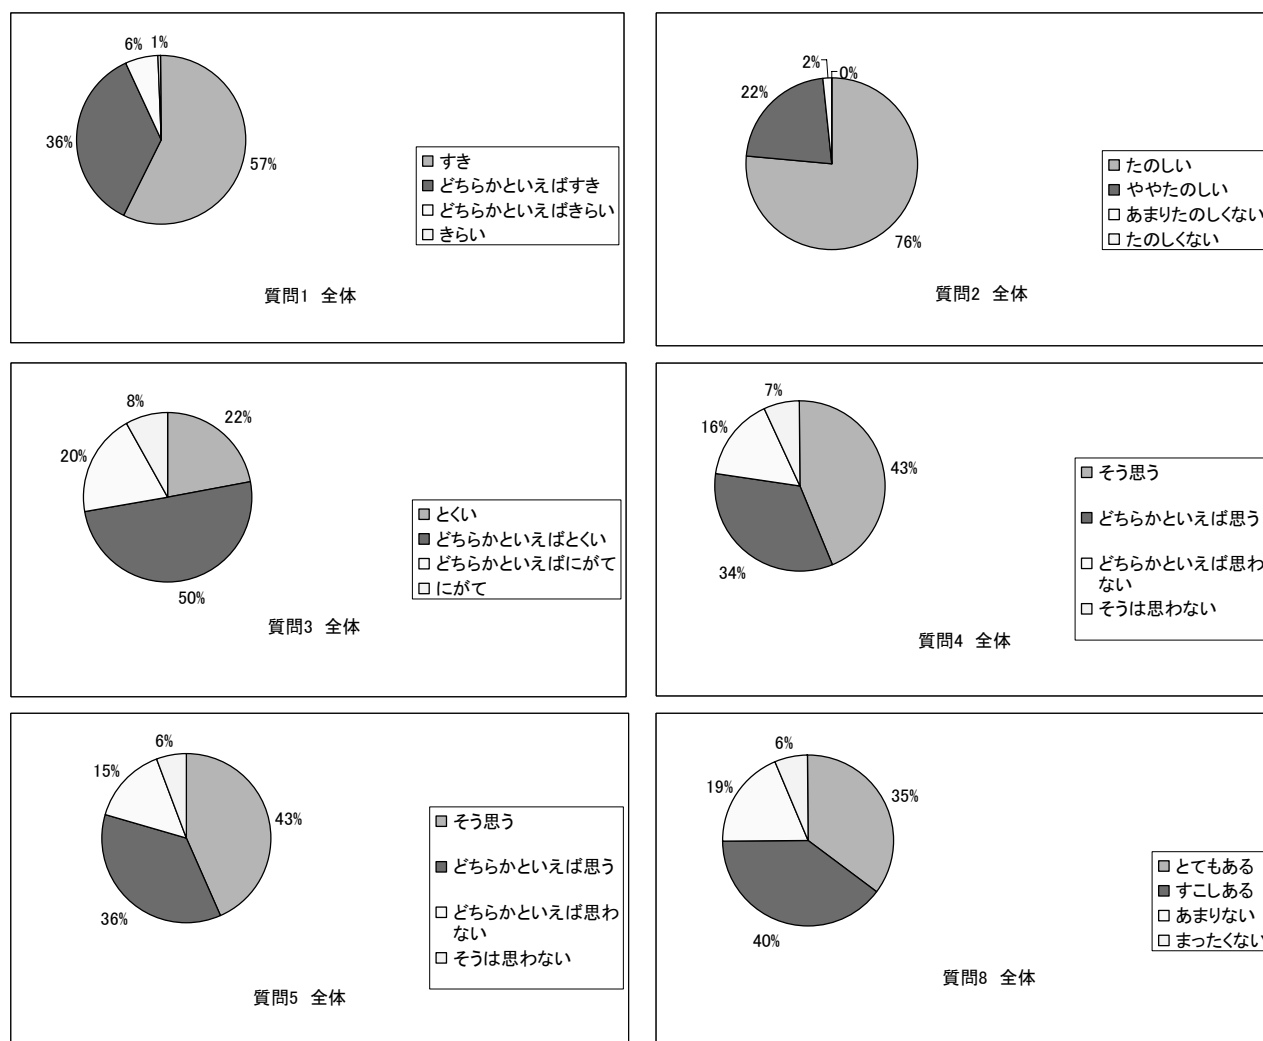 6% 1%
36%
57%
すき
どちらかといえばすき
どちらかといえばきらい
きらい
質問1 全体
2% 0%
22%
76%
たのしい
ややたのしい
あまりたのしくない
たのしくない
質問2 全体
8%
22%
20%
50%
とくい
どちらかといえばとくい
どちらかといえばにがて
にがて
質問3 全体
7%
16%
43%
34%
そう思う
どちらかといえば思う
どちらかといえば思わ
ない
そうは思わない
質問4 全体
6%
15%
43%
36%
そう思う
どちらかといえば思う
どちらかといえば思わ
ない
そうは思わない
質問5 全体
6%
19%
35%
40%
とてもある
すこしある
あまりない
まったくない
質問8 全体